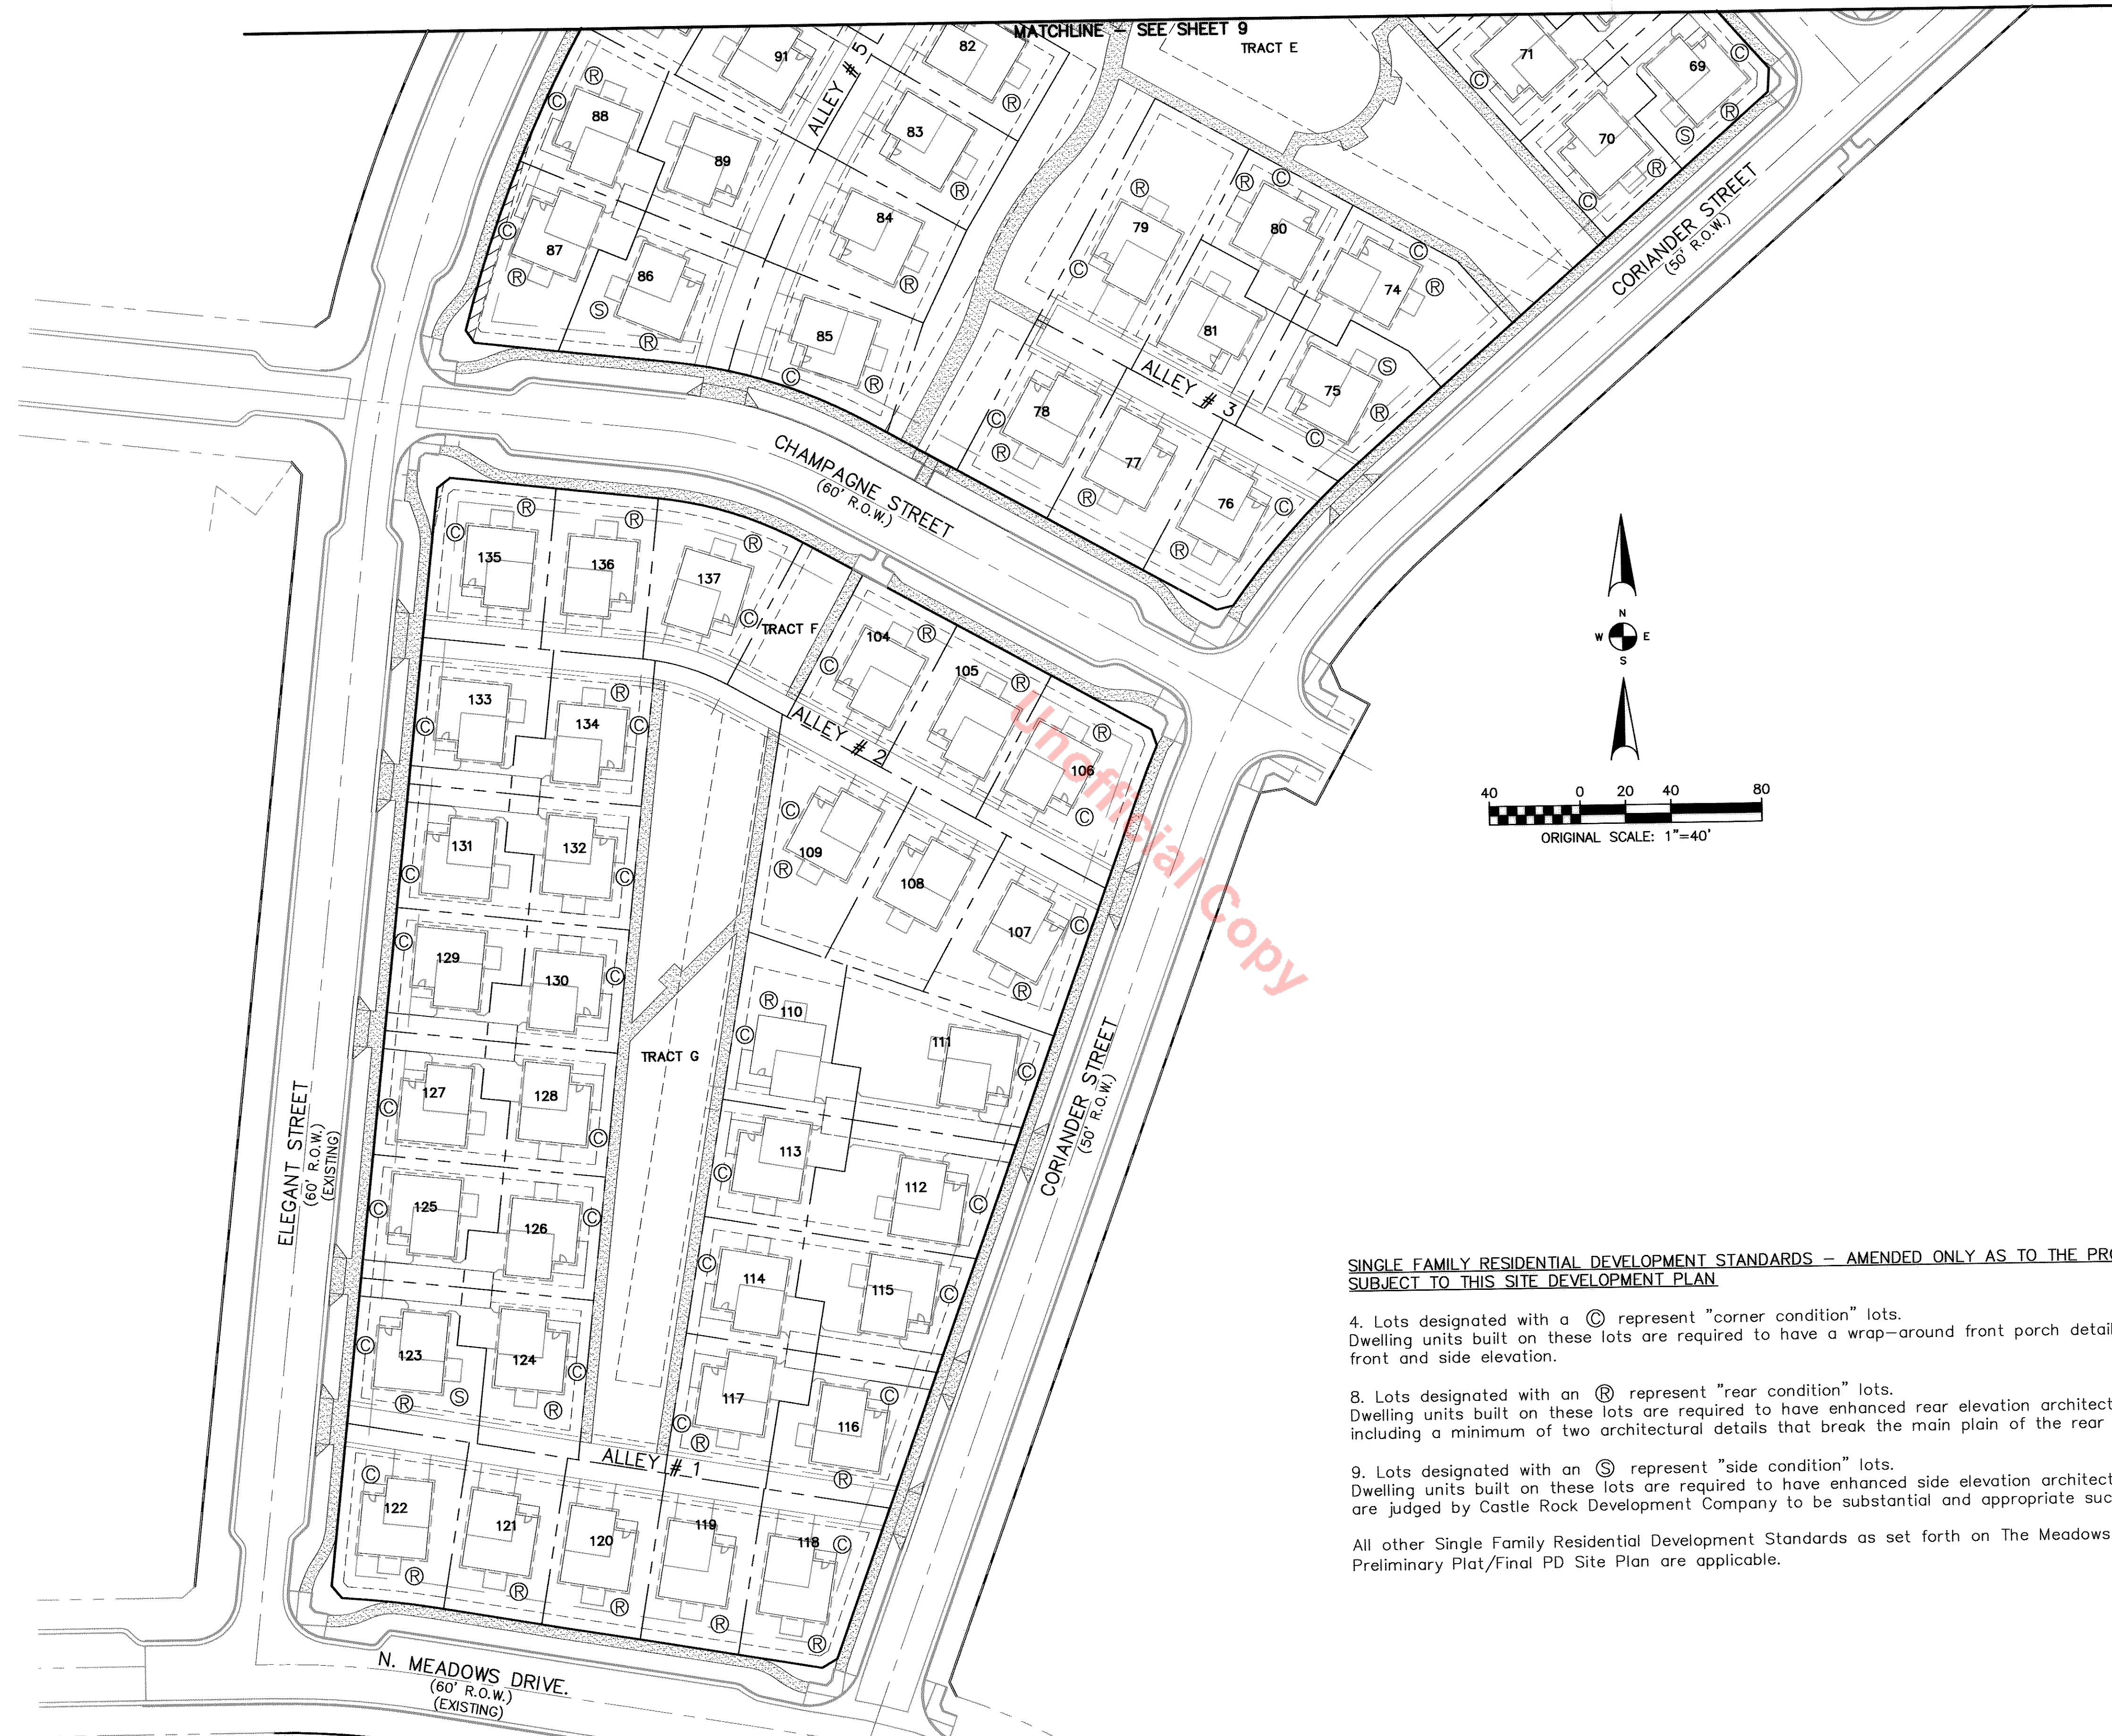 MATCHLINE – SEE SHEET 9
TRACT E
ALLEY # 5
91
82
71
69
88
83
70
89
84
87
86
85
79
80
74
81
75
78
77
76
ALLEY # 3
Ⓡ
Ⓒ
Ⓢ
CORIANDER STREET
(50' R.O.W.)
CHAMPAGNE STREET
(60' R.O.W.)
135
136
137
TRACT F
104
105
106
ALLEY # 2
133
134
109
108
107
131
132
129
130
110
111
TRACT G
127
128
113
112
125
126
114
115
123
124
117
116
ALLEY # 1
122
121
120
119
118
ELEGANT STREET
(60' R.O.W.)
(EXISTING)
CORIANDER STREET
(50' R.O.W.)
N. MEADOWS DRIVE.
(60' R.O.W.)
(EXISTING)
Unofficial Copy
N
W E
S
40 0 20 40 80
ORIGINAL SCALE: 1"=40'
SINGLE FAMILY RESIDENTIAL DEVELOPMENT STANDARDS – AMENDED ONLY AS TO THE
SUBJECT TO THIS SITE DEVELOPMENT PLAN
4. Lots designated with a Ⓒ represent "corner condition" lots.
Dwelling units built on these lots are required to have a wrap–around front porch detail
front and side elevation.
8. Lots designated with an Ⓡ represent "rear condition" lots.
Dwelling units built on these lots are required to have enhanced rear elevation architect
including a minimum of two architectural details that break the main plain of the rear
9. Lots designated with an Ⓢ represent "side condition" lots.
Dwelling units built on these lots are required to have enhanced side elevation architect
are judged by Castle Rock Development Company to be substantial and appropriate suc
All other Single Family Residential Development Standards as set forth on The Meadows
Preliminary Plat/Final PD Site Plan are applicable.